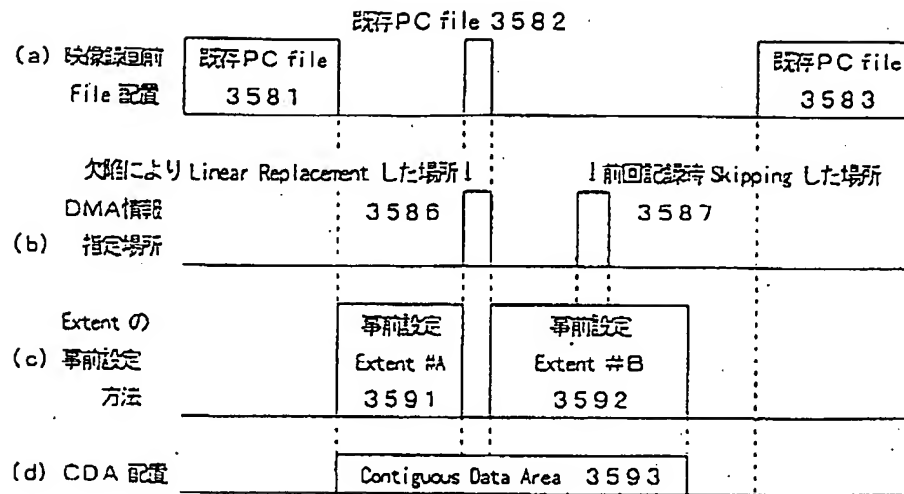 既存PC file 3582
(a) 映像録画前 既存PC file 既存PC file
File 配置 3581 3583
欠陥により Linear Replacement した場所↓ ↓前回記録時 Skipping した場所
DMA情報 3586 3587
(b) 指定場所
Extent の 事前設定 事前設定
(c) 事前設定 Extent #A Extent #B
方法 3591 3592
(d) CDA 配置 Contiguous Data Area 3593